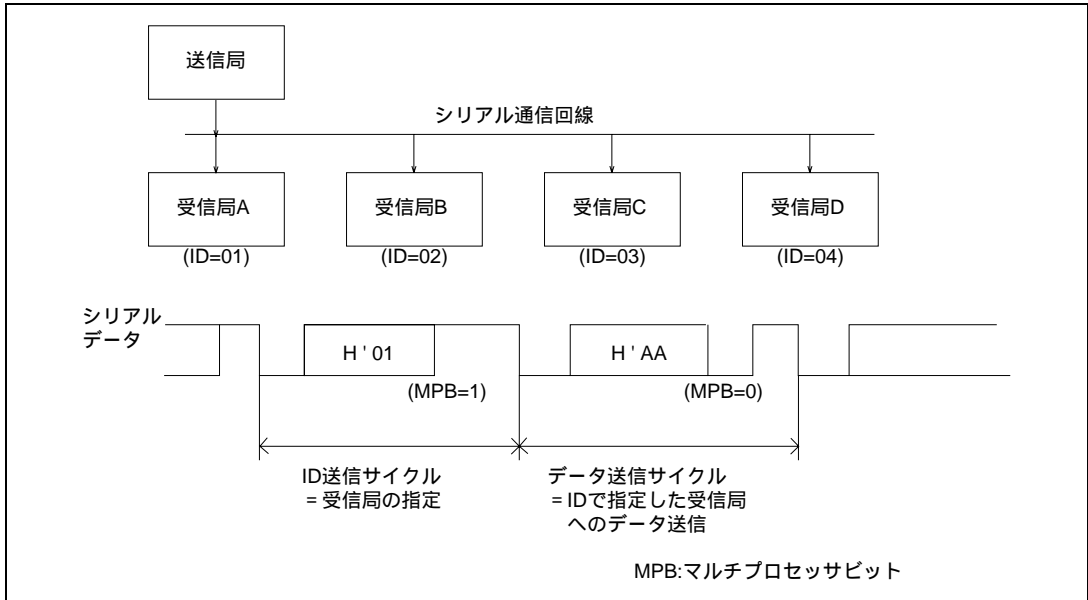 送信局
シリアル通信回線
受信局A
受信局B
受信局C
受信局D
(ID=01)
(ID=02)
(ID=03)
(ID=04)
シリアル
データ
H ' 01
H ' AA
(MPB=1)
(MPB=0)
ID送信サイクル
= 受信局の指定
データ送信サイクル
= IDで指定した受信局
へのデータ送信
MPB:マルチプロセッサビット